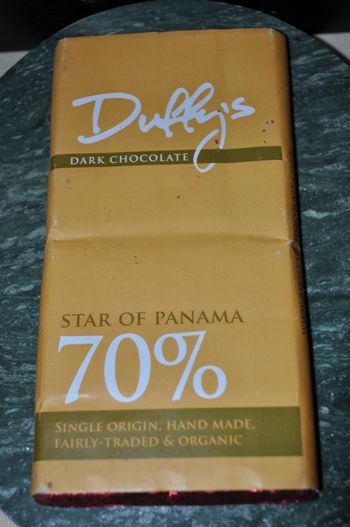 Duffy's
DARK CHOCOLATE
STAR OF PANAMA
70%
SINGLE ORIGIN, HAND MADE,
FAIRLY-TRADED & ORGANIC